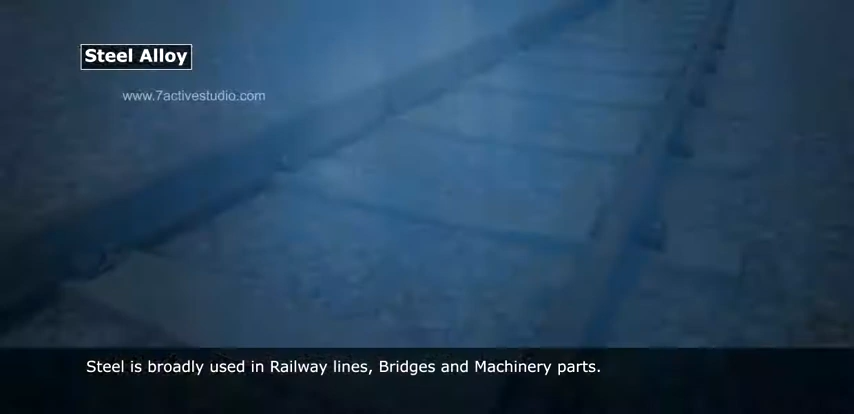 Steel Alloy
www.7activestudio.com
Steel is broadly used in Railway lines, Bridges and Machinery parts.